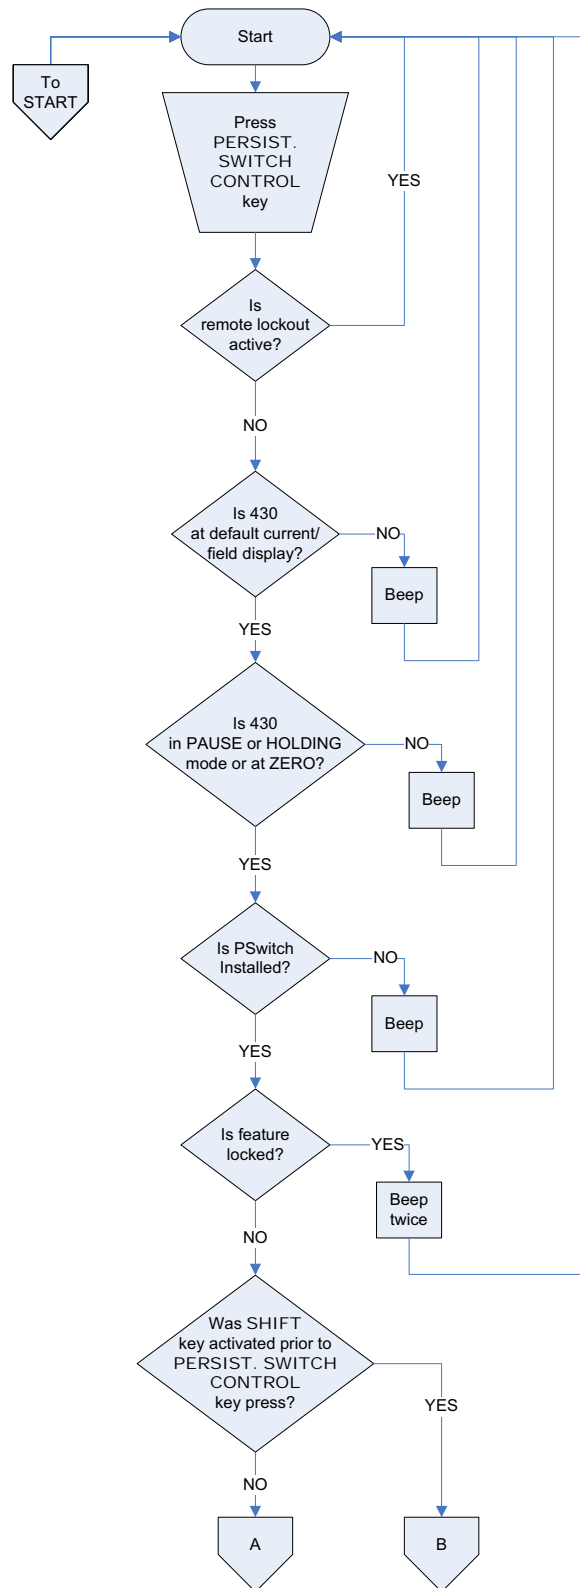 Start
To
START
Press
PERSIST.
SWITCH
CONTROL
key
YES
Is
remote lockout
active?
NO
Is 430
at default current/
field display?
NO
Beep
YES
Is 430
in PAUSE or HOLDING
mode or at ZERO?
NO
Beep
YES
Is PSwitch
Installed?
NO
Beep
YES
Is feature
locked?
YES
Beep
twice
NO
Was SHIFT
key activated prior to
PERSIST. SWITCH
CONTROL
key press?
YES
NO
A
B